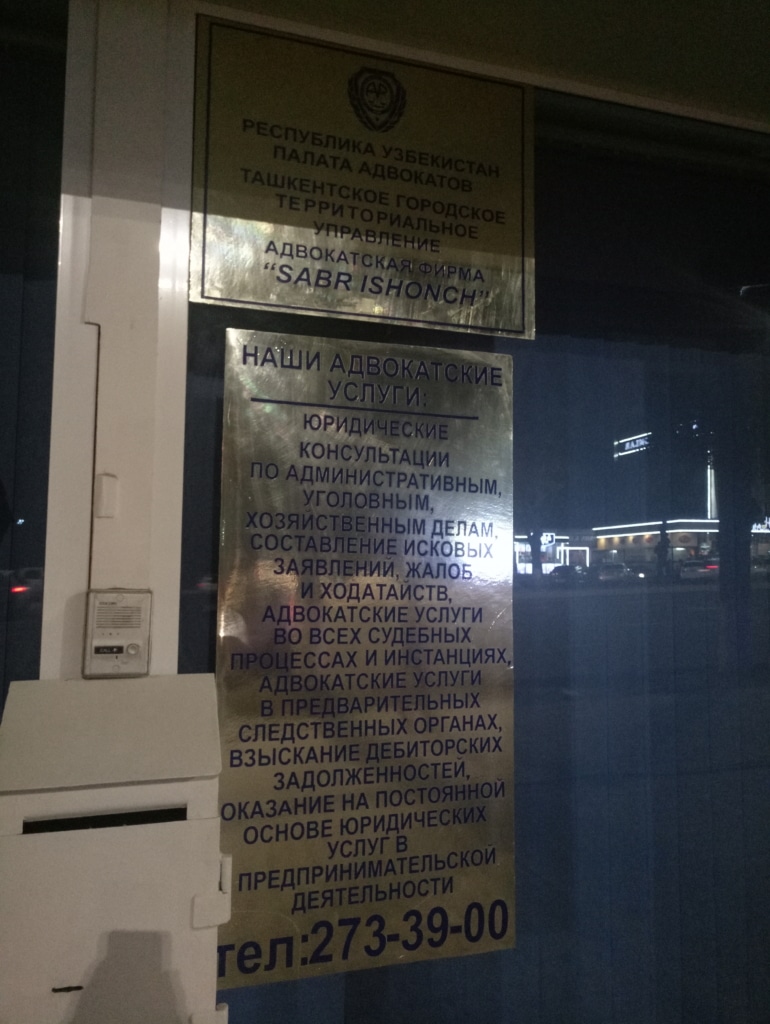 РЕСПУБЛИКА УЗБЕКИСТАН
ПАЛАТА АДВОКАТОВ
ТАШКЕНТСКОЕ ГОРОДСКОЕ
ТЕРРИТОРИАЛЬНОЕ
УПРАВЛЕНИЕ
АДВОКАТСКАЯ ФИРМА
“SABR ISHONCH”
НАШИ АДВОКАТСКИЕ
УСЛУГИ:
ЮРИДИЧЕСКИЕ
КОНСУЛЬТАЦИИ
ПО АДМИНИСТРАТИВНЫМ,
УГОЛОВНЫМ,
ХОЗЯЙСТВЕННЫМ ДЕЛАМ,
СОСТАВЛЕНИЕ ИСКОВЫХ
ЗАЯВЛЕНИЙ, ЖАЛОБ
И ХОДАТАЙСТВ,
АДВОКАТСКИЕ УСЛУГИ
ВО ВСЕХ СУДЕБНЫХ
ПРОЦЕССАХ И ИНСТАНЦИЯХ,
АДВОКАТСКИЕ УСЛУГИ
В ПРЕДВАРИТЕЛЬНЫХ
СЛЕДСТВЕННЫХ ОРГАНАХ,
ВЗЫСКАНИЕ ДЕБИТОРСКИХ
ЗАДОЛЖЕННОСТЕЙ,
ОКАЗАНИЕ НА ПОСТОЯННОЙ
ОСНОВЕ ЮРИДИЧЕСКИХ
УСЛУГ В
ПРЕДПРИНИМАТЕЛЬСКОЙ
ДЕЯТЕЛЬНОСТИ
тел:273-39-00
CALL